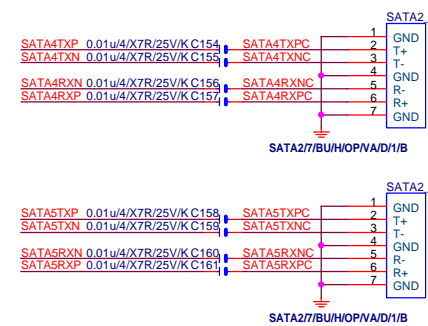 SATA2_
1 GND
SATA4TXP 0.01u/4/X7R/25V/K C154 SATA4TXPC 2 T+
SATA4TXN 0.01u/4/X7R/25V/K C155 SATA4TXNC 3 T-
4 GND
SATA4RXN 0.01u/4/X7R/25V/K C156 SATA4RXNC 5 R-
SATA4RXP 0.01u/4/X7R/25V/K C157 SATA4RXPC 6 R+
7 GND
SATA2/7/BU/H/OP/VA/D/1/B
SATA2_
1 GND
SATA5TXP 0.01u/4/X7R/25V/K C158 SATA5TXPC 2 T+
SATA5TXN 0.01u/4/X7R/25V/K C159 SATA5TXNC 3 T-
4 GND
SATA5RXN 0.01u/4/X7R/25V/K C160 SATA5RXNC 5 R-
SATA5RXP 0.01u/4/X7R/25V/K C161 SATA5RXPC 6 R+
7 GND
SATA2/7/BU/H/OP/VA/D/1/B